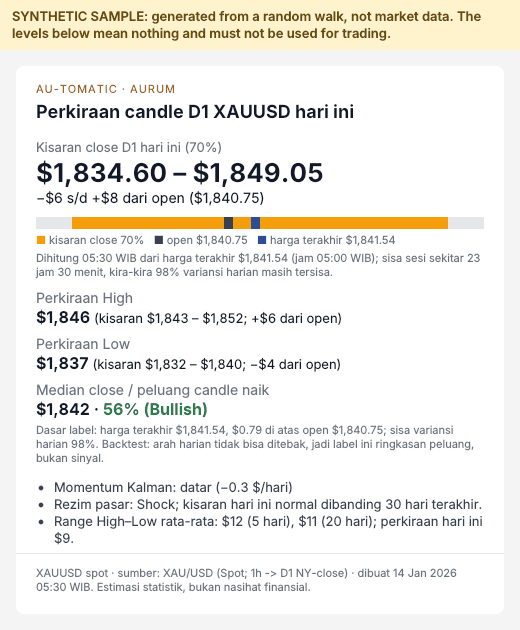 SYNTHETIC SAMPLE: generated from a random walk, not market data. The
levels below mean nothing and must not be used for trading.
AU-TOMATIC · AURUM
Perkiraan candle D1 XAUUSD hari ini
Kisaran close D1 hari ini (70%)
$1,834.60 – $1,849.05
−$6 s/d +$8 dari open ($1,840.75)
kisaran close 70% open $1,840.75 harga terakhir $1,841.54
Dihitung 05:30 WIB dari harga terakhir $1,841.54 (jam 05:00 WIB); sisa sesi sekitar 23
jam 30 menit, kira-kira 98% variansi harian masih tersisa.
Perkiraan High
$1,846 (kisaran $1,843 – $1,852; +$6 dari open)
Perkiraan Low
$1,837 (kisaran $1,832 – $1,840; −$4 dari open)
Median close / peluang candle naik
$1,842 · 56% (Bullish)
Dasar label: harga terakhir $1,841.54, $0.79 di atas open $1,840.75; sisa variansi
harian 98%. Backtest: arah harian tidak bisa ditebak, jadi label ini ringkasan peluang,
bukan sinyal.
• Momentum Kalman: datar (−0.3 $/hari)
• Rezim pasar: Shock; kisaran hari ini normal dibanding 30 hari terakhir.
• Range High–Low rata-rata: $12 (5 hari), $11 (20 hari); perkiraan hari ini
$9.
XAUUSD spot · sumber: XAU/USD (Spot; 1h -> D1 NY-close) · dibuat 14 Jan 2026
05:30 WIB. Estimasi statistik, bukan nasihat finansial.